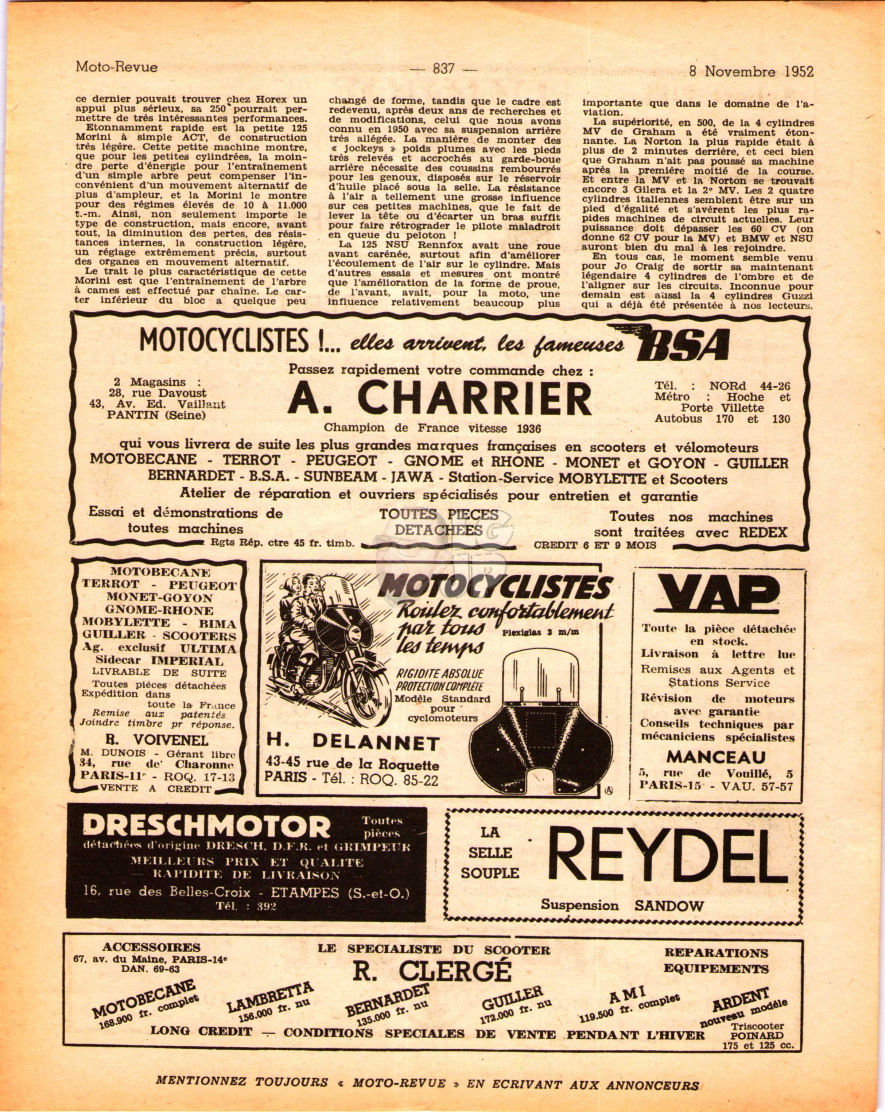 Moto-Revue
— 837 —
8 Novembre 1952
ce dernier pouvait trouver chez Horex un
appui plus sérieux, sa 250 pourrait per-
mettre de très intéressantes performances.
Etonnamment rapide est la petite 125
Morini à simple ACT, de construction
très légère. Cette petite machine montre,
que pour les petites cylindrées, la moin-
dre perte d'énergie pour l'entraînement
d'un simple arbre peut compenser l'in-
convénient d'un mouvement alternatif de
plus d'ampleur, et la Morini le montre
pour des régimes élevés de 10 à 11.000
t.-m. Ainsi, non seulement importe le
type de construction, mais encore, avant
tout, la diminution des pertes, des résis-
tances internes, la construction légère,
un réglage extrêmement précis, surtout
des organes en mouvement alternatif.
Le trait le plus caractéristique de cette
Morini est que l'entraînement de l'arbre
à cames est effectué par chaîne. Le car-
ter inférieur du bloc a quelque peu
changé de forme, tandis que le cadre est
redevenu, après deux ans de recherches et
de modifications, celui que nous avons
connu en 1950 avec sa suspension arrière
très allégée. La manière de monter des
« jockeys » poids plumes avec les pieds
très relevés et accrochés au garde-boue
arrière nécessite des coussins rembourrés
pour les genoux, disposés sur le réservoir
d'huile placé sous la selle. La résistance
à l'air a tellement une grosse influence
sur ces petites machines, que le fait de
lever la tête ou d'écarter un bras suffit
pour faire rétrograder le pilote maladroit
en queue du peloton !
La 125 NSU Rennfox avait une roue
avant carénée, surtout afin d'améliorer
l'écoulement de l'air sur le cylindre. Mais
d'autres essais et mesures ont montré
que l'amélioration de la forme de proue,
de l'avant, avait, pour la moto, une
influence relativement beaucoup plus
importante que dans le domaine de l'a-
viation.
La supériorité, en 500, de la 4 cylindres
MV de Graham a été vraiment éton-
nante. La Norton la plus rapide était à
plus de 2 minutes derrière, et ceci bien
que Graham n'ait pas poussé sa machine
après la première moitié de la course.
Et entre la MV et la Norton se trouvait
encore 3 Gilera et la 2e MV. Les 2 quatre
cylindres italiennes semblent être sur un
pied d'égalité et s'avèrent les plus ra-
pides machines de circuit actuelles. Leur
puissance doit dépasser les 60 CV (on
donne 62 CV pour la MV) et BMW et NSU
auront bien du mal à les rejoindre.
En tous cas, le moment semble venu
pour Jo Craig de sortir sa maintenant
légendaire 4 cylindres de l'ombre et de
l'aligner sur les circuits. Inconnue pour
demain est aussi la 4 cylindres Guzzi
qui a déjà été présentée à nos lecteurs.
MOTOCYCLISTES !... elles arrivent, les fameuses BSA
Passez rapidement votre commande chez :
2 Magasins :
28, rue Davoust
43, Av. Ed. Vaillant
PANTIN (Seine)
A. CHARRIER
Champion de France vitesse 1936
Tél. : NORd 44-26
Métro : Hoche et
Porte Villette
Autobus 170 et 130
qui vous livrera de suite les plus grandes marques françaises en scooters et vélomoteurs
MOTOBECANE - TERROT - PEUGEOT - GNOME et RHONE - MONET et GOYON - GUILLER
BERNARDET - B.S.A. - SUNBEAM - JAWA - Station-Service MOBYLETTE et Scooters
Atelier de réparation et ouvriers spécialisés pour entretien et garantie
Essai et démonstrations de
toutes machines
TOUTES PIECES
DETACHEES
Toutes nos machines
sont traitées avec REDEX
Rgts Rép. ctre 45 fr. timb.
CREDIT 6 ET 9 MOIS
MOTOBECANE
TERROT - PEUGEOT
MONET-GOYON
GNOME-RHONE
MOBYLETTE - BIMA
GUILLER - SCOOTERS
Ag. exclusif ULTIMA
Sidecar IMPERIAL
LIVRABLE DE SUITE
Toutes pièces détachées
Expédition dans
toute la France
Remise aux patentés
Joindre timbre pr réponse.
R. VOIVENEL
M. DUNOIS - Gérant libre
34, rue de Charonne
PARIS-11e - ROQ. 17-13
VENTE A CREDIT
MOTOCYCLISTES
Roulez confortablement
par tous
les temps
Plexiglas 3 m/m
RIGIDITE ABSOLUE
PROTECTION COMPLETE
Modèle Standard
pour
cyclomoteurs
H. DELANNET
43-45 rue de la Roquette
PARIS - Tél. : ROQ. 85-22
VAP
Toute la pièce détachée
en stock.
Livraison à lettre lue
Remises aux Agents et
Stations Service
Révision de moteurs
avec garantie
Conseils techniques par
mécaniciens spécialistes
MANCEAU
5, rue de Vouillé, 5
PARIS-15e - VAU. 57-57
DRESCHMOTOR Toutes
pièces
détachées d'origine DRESCH, D.F.R. et GRIMPEUR
MEILLEURS PRIX ET QUALITE
— RAPIDITE DE LIVRAISON —
16, rue des Belles-Croix - ETAMPES (S.-et-O.)
Tél. : 392
LA
SELLE
SOUPLE
REYDEL
Suspension SANDOW
ACCESSOIRES
67, av. du Maine, PARIS-14e
DAN. 69-63
LE SPECIALISTE DU SCOOTER
R. CLERGÉ
REPARATIONS
EQUIPEMENTS
MOTOBECANE
168.900 fr. complet
LAMBRETTA
156.000 fr. nu
BERNARDET
135.000 fr. nu
GUILLER
172.000 fr. nu
AMI
119.500 fr. complet
ARDENT
nouveau modèle
Triscooter
POINARD
175 et 125 cc.
LONG CREDIT — CONDITIONS SPECIALES DE VENTE PENDANT L'HIVER
MENTIONNEZ TOUJOURS « MOTO-REVUE » EN ECRIVANT AUX ANNONCEURS